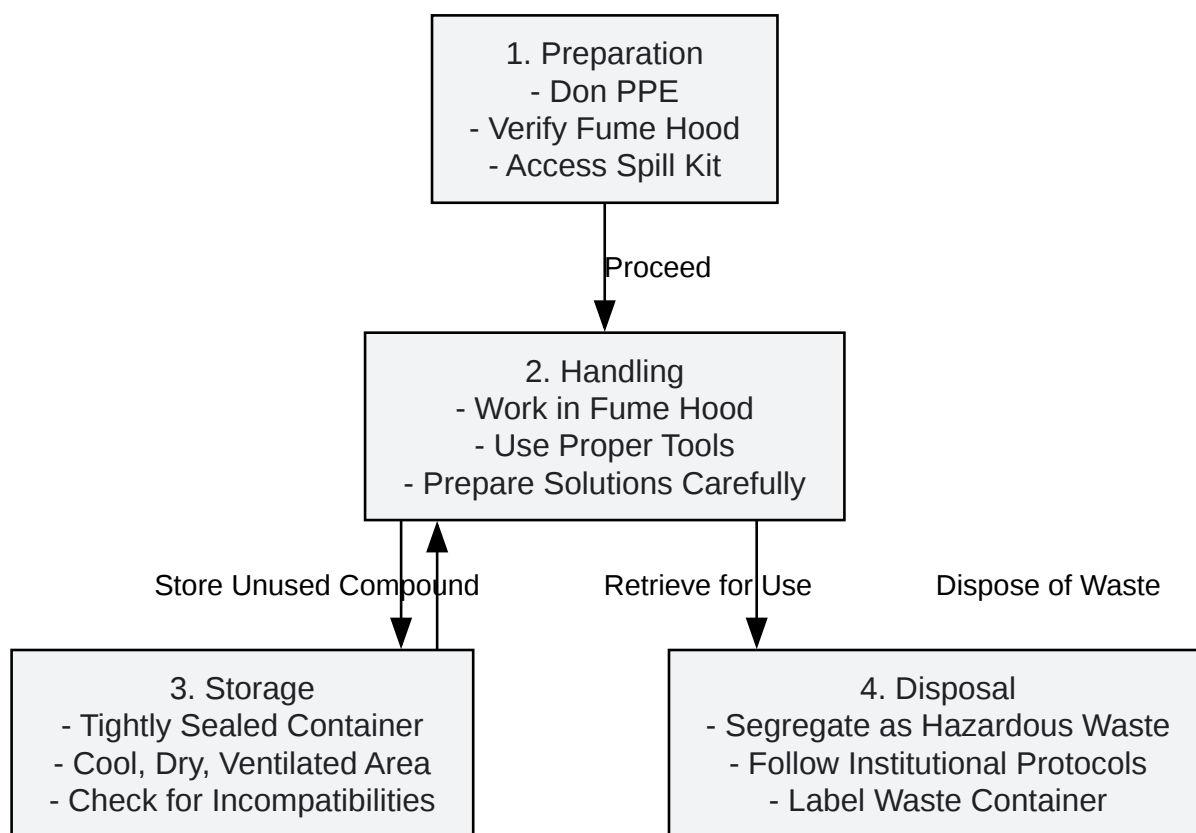 1. Preparation
- Don PPE
- Verify Fume Hood
- Access Spill Kit
Proceed
2. Handling
- Work in Fume Hood
- Use Proper Tools
- Prepare Solutions Carefully
Store Unused Compound
Retrieve for Use
Dispose of Waste
3. Storage
- Tightly Sealed Container
- Cool, Dry, Ventilated Area
- Check for Incompatibilities
4. Disposal
- Segregate as Hazardous Waste
- Follow Institutional Protocols
- Label Waste Container